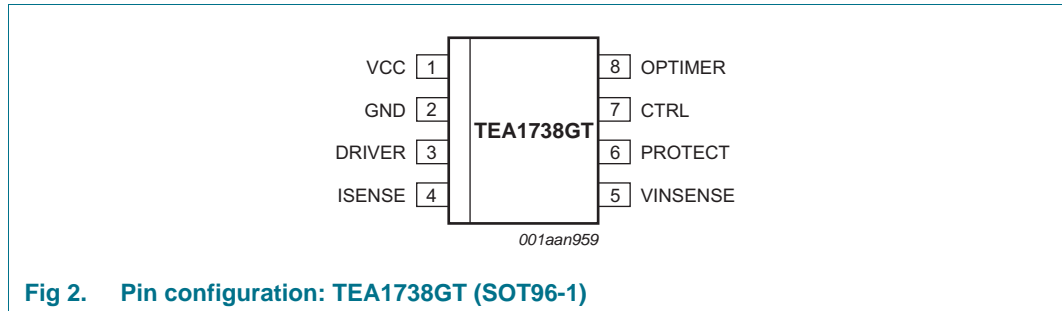 VCC 1 8 OPTIMER
GND 2 7 CTRL
TEA1738GT
DRIVER 3 6 PROTECT
ISENSE 4 5 VINSENSE
001aan959
Fig 2. Pin configuration: TEA1738GT (SOT96-1)